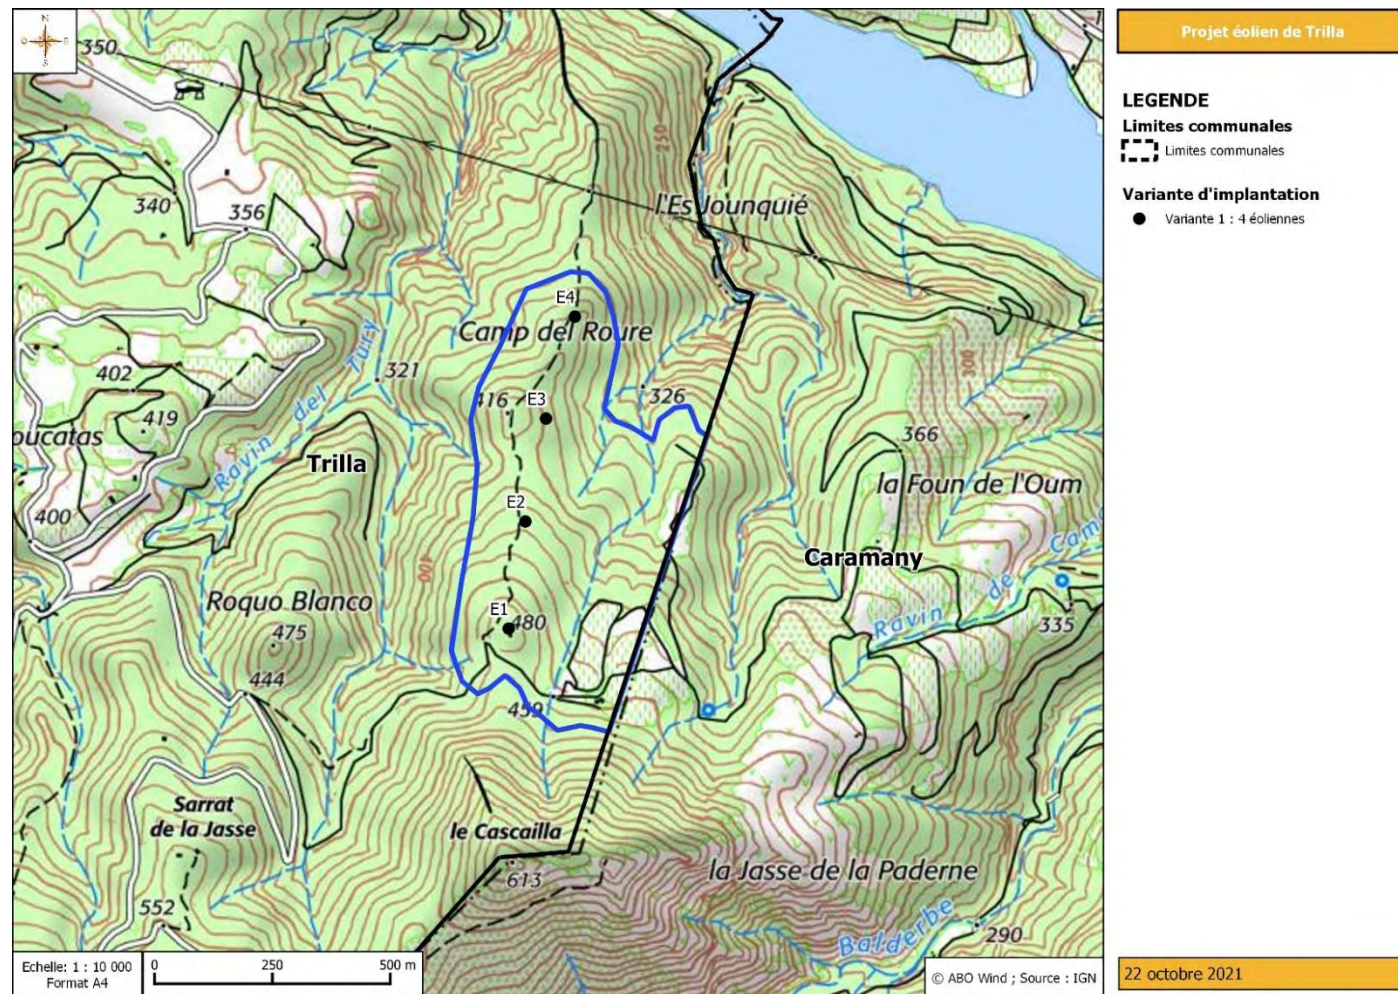 N
O
E
S
350
250
340
356
l'Es Jounquié
E4
Camp del Roure
321
402
419
416
E3
326
300
366
oucatas
Ravin del Tury
Trilla
la Foun de l'Oum
400
E2
Caramany
400
Roquo Blanco
475
E1
480
Ravin de Cam
335
444
459
Sarrat
de la Jasse
le Cascailla
613
la Jasse de la Paderne
552
Balderbe
290
Echelle: 1 : 10 000
Format A4
0 250 500 m
© ABO Wind ; Source : IGN
Projet éolien de Trilla
LEGENDE
Limites communales
Limites communales
Variante d'implantation
Variante 1 : 4 éoliennes
22 octobre 2021